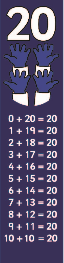 20
0 + 20 = 20
1 + 19 = 20
2 + 18 = 20
3 + 17 = 20
4 + 16 = 20
5 + 15 = 20
6 + 14 = 20
7 + 13 = 20
8 + 12 = 20
9 + 11 = 20
10 + 10 = 20